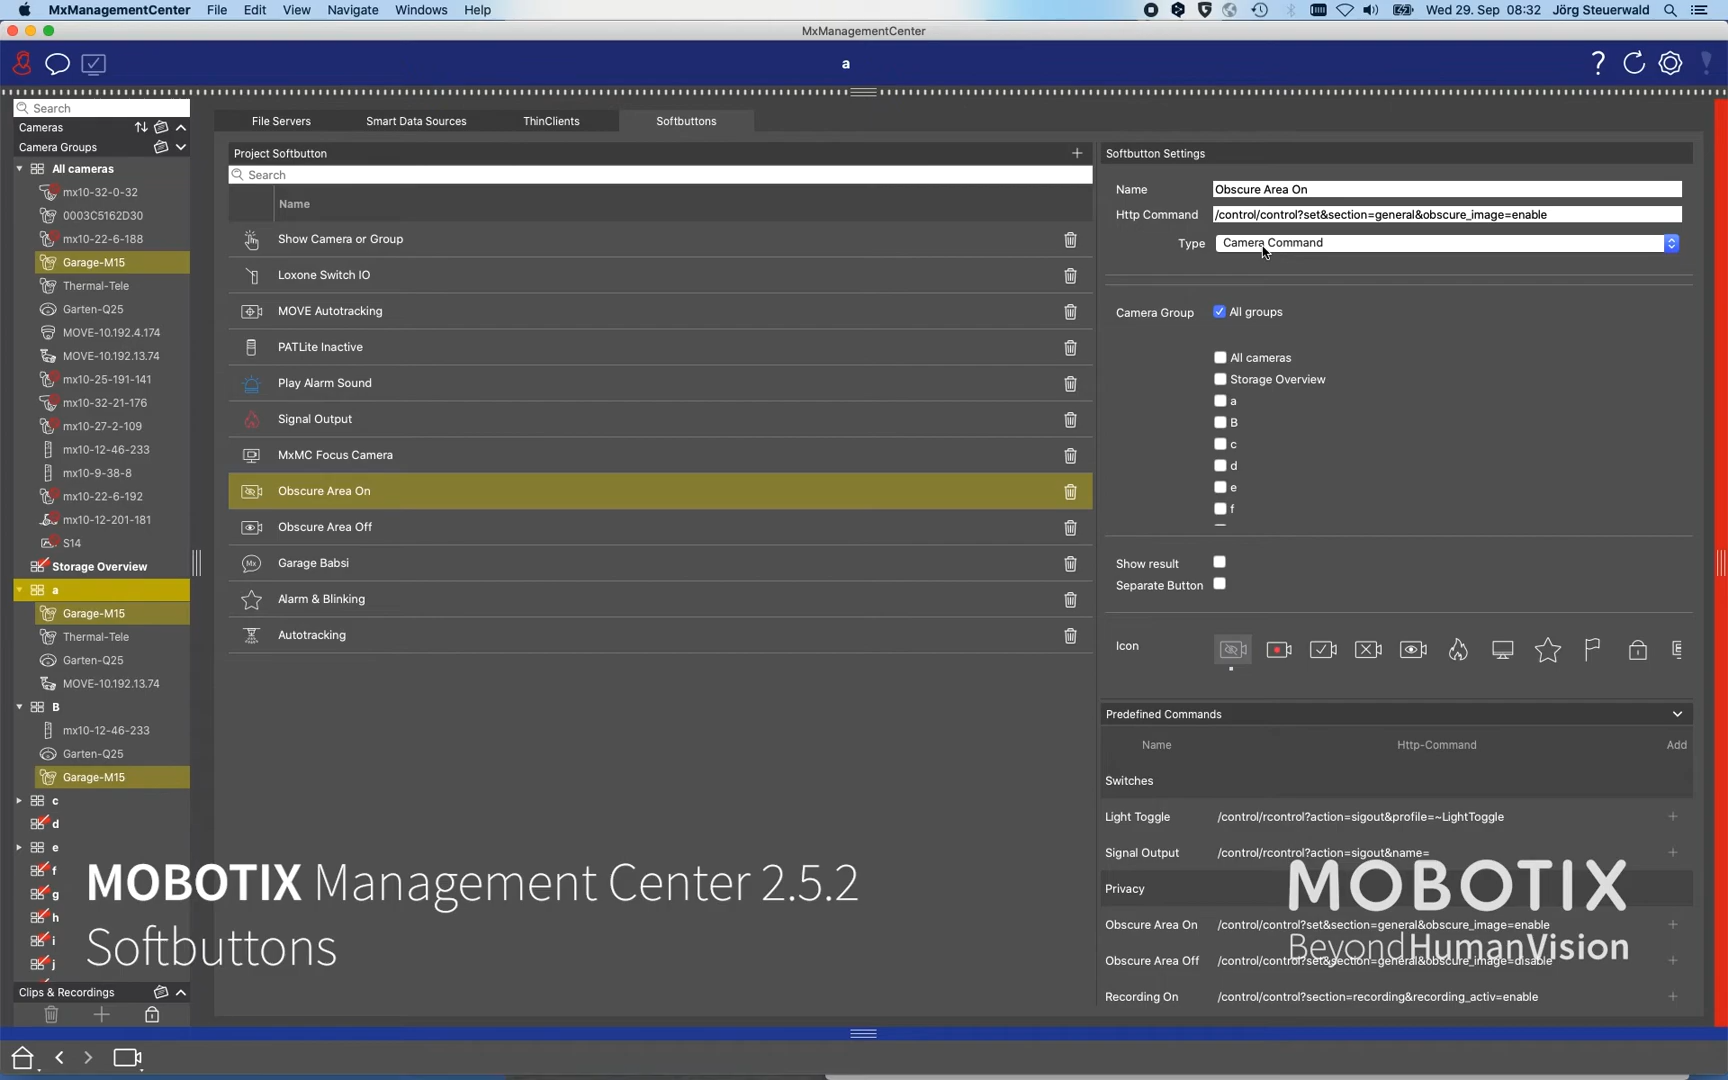 MxManagementCenter File Edit View Navigate Windows Help
Wed 29. Sep 08:32 Jörg Steuerwald
MxManagementCenter
a
?
Search
Cameras
Camera Groups
All cameras
mx10-32-0-32
0003C5162D30
mx10-22-6-188
Garage-M15
Thermal-Tele
Garten-Q25
MOVE-10.192.4.174
MOVE-10.192.13.74
mx10-25-191-141
mx10-32-21-176
mx10-27-2-109
mx10-12-46-233
mx10-9-38-8
mx10-22-6-192
mx10-12-201-181
S14
Storage Overview
a
Garage-M15
Thermal-Tele
Garten-Q25
MOVE-10.192.13.74
B
mx10-12-46-233
Garten-Q25
Garage-M15
c
d
e
f
g
h
i
j
Clips & Recordings
File Servers Smart Data Sources ThinClients Softbuttons
Project Softbutton
Search
Name
Show Camera or Group
Loxone Switch IO
MOVE Autotracking
PATLite Inactive
Play Alarm Sound
Signal Output
MxMC Focus Camera
Obscure Area On
Obscure Area Off
Mx Garage Babsi
Alarm & Blinking
Autotracking
Softbutton Settings
Name Obscure Area On
Http Command /control/control?set&section=general&obscure_image=enable
Type Camera Command
Camera Group All groups
All cameras
Storage Overview
a
B
c
d
e
f
Show result
Separate Button
Icon
Predefined Commands
Name Http-Command Add
Switches
Light Toggle /control/rcontrol?action=sigout&profile=~LightToggle
Signal Output /control/rcontrol?action=sigout&name=
Privacy
Obscure Area On /control/control?set&section=general&obscure_image=enable
Obscure Area Off /control/control?set&section=general&obscure_image=disable
Recording On /control/control?section=recording&recording_activ=enable
MOBOTIX Management Center 2.5.2
Softbuttons
MOBOTIX
BeyondHumanVision